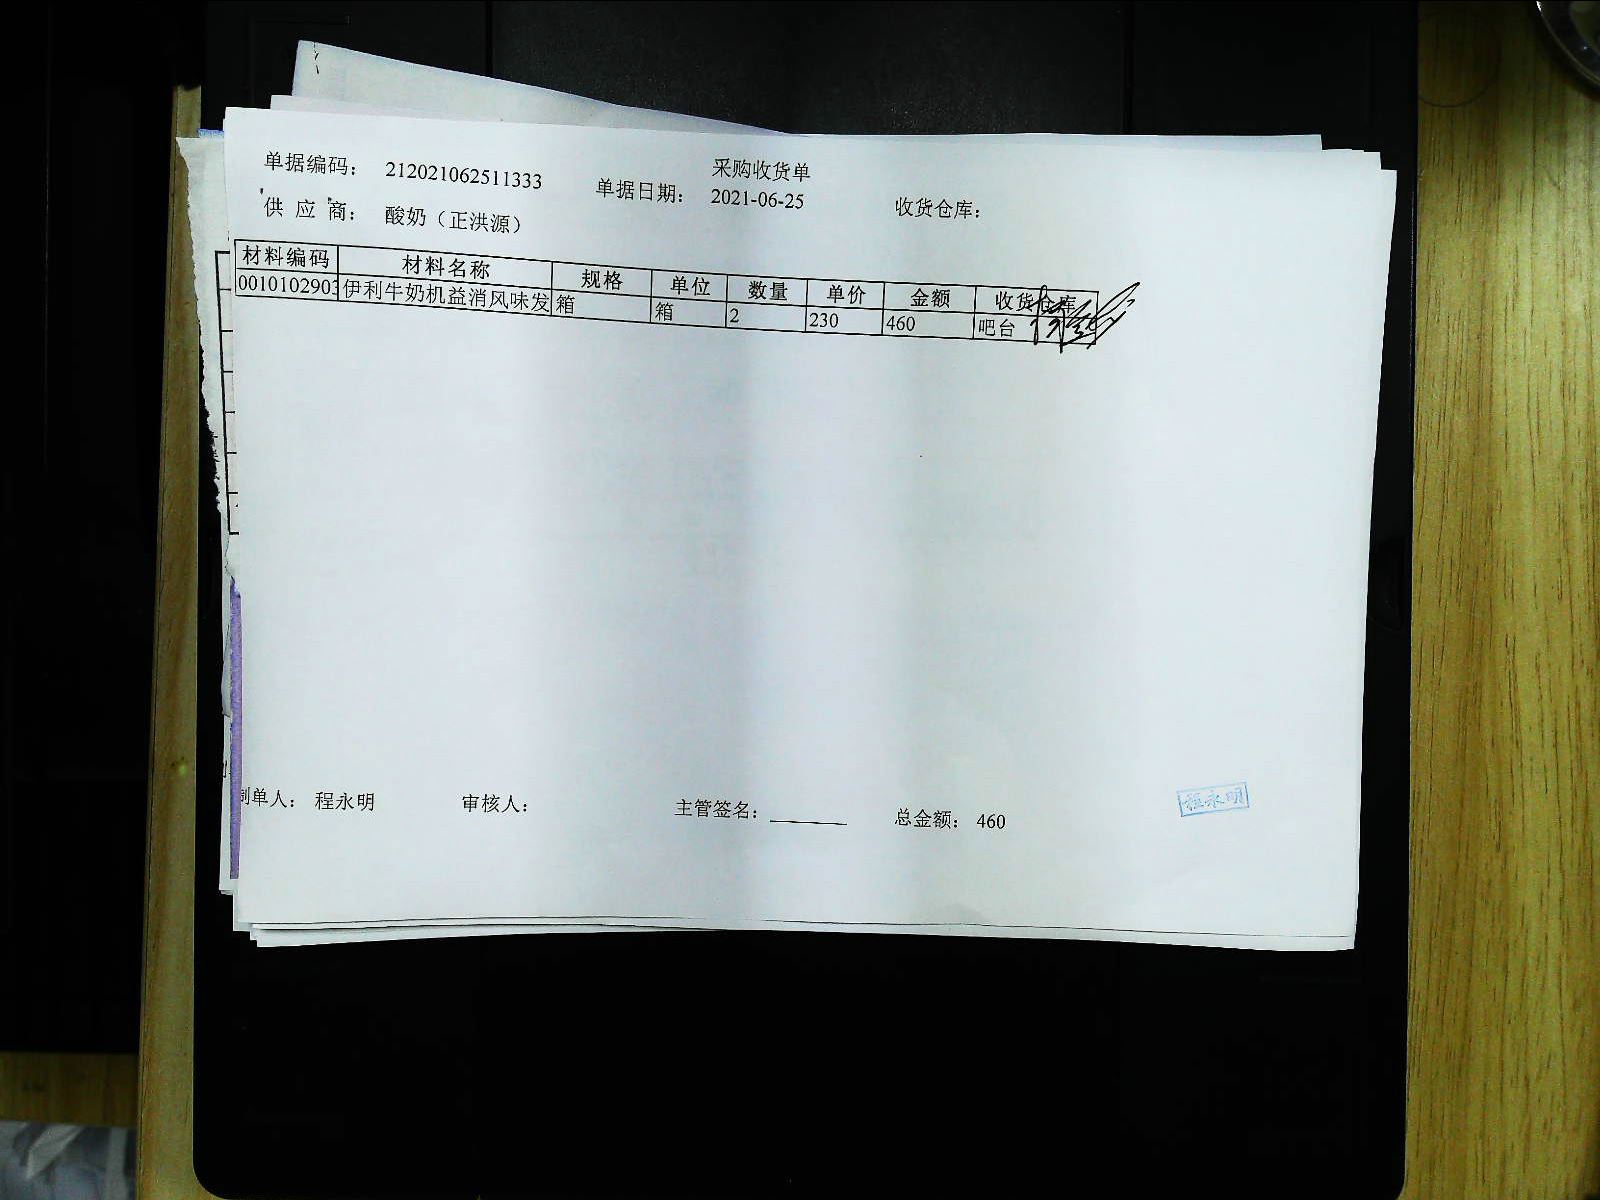 采购收货单
单据编码： 212021062511333 单据日期： 2021-06-25 收货仓库：
供 应 商： 酸奶（正洪源）
材料编码 材料名称 规格 单位 数量 单价 金额 收货仓库
0010102903 伊利牛奶机益消风味发 箱 箱 2 230 460 吧台
制单人： 程永明 审核人： 主管签名： 总金额： 460
程永明